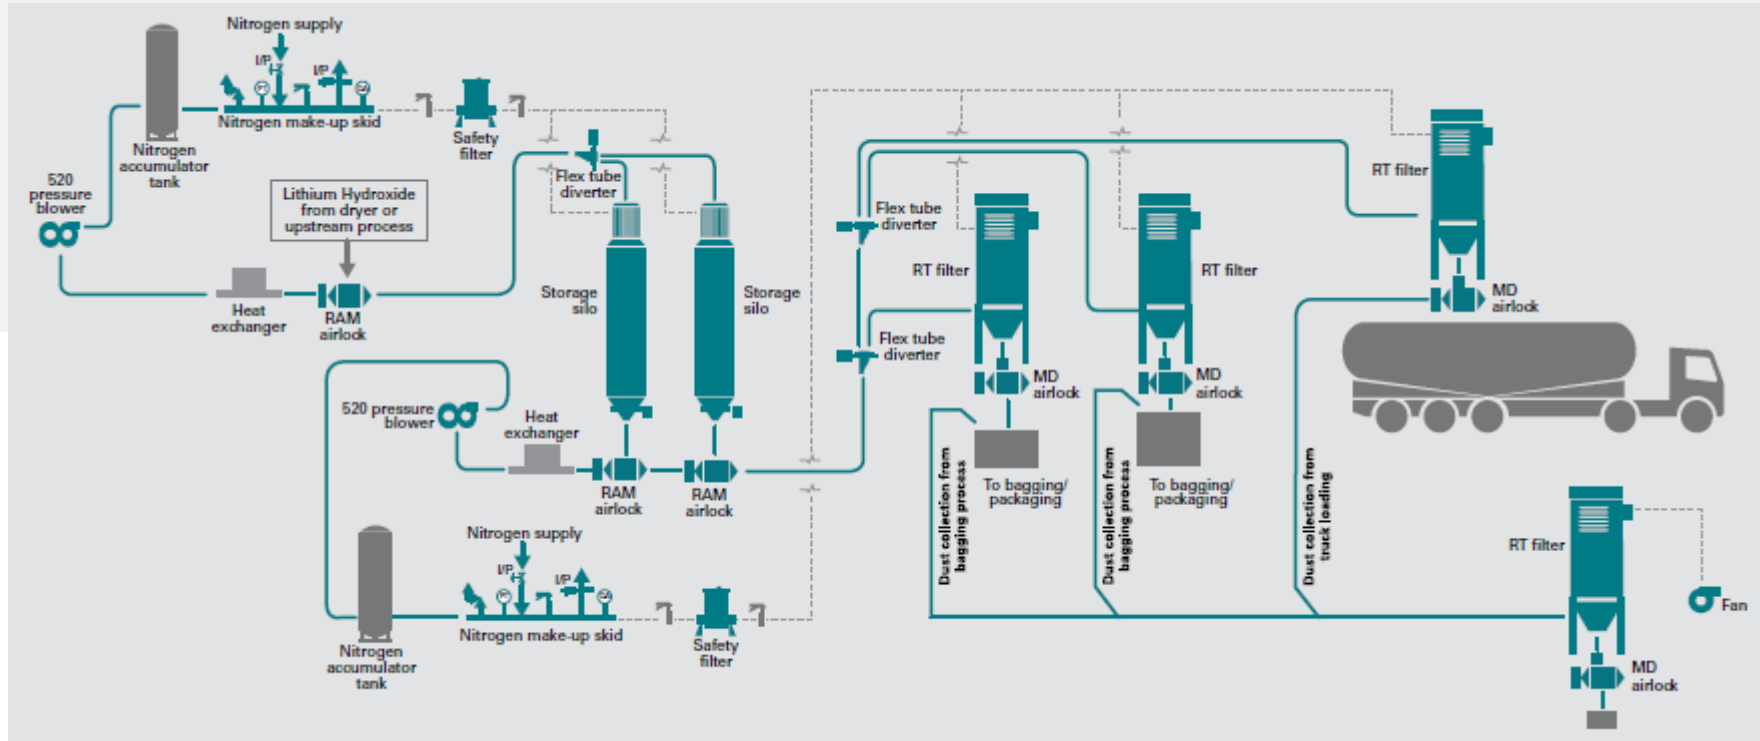 Nitrogen supply
I/P
I/P
PT
OA
Nitrogen make-up skid
Nitrogen
accumulator
tank
Safety
filter
520
pressure
blower
Lithium Hydroxide
from dryer or
upstream process
Heat
exchanger
RAM
airlock
Flex tube
diverter
Storage
silo
Storage
silo
520 pressure
blower
Heat
exchanger
RAM
airlock
RAM
airlock
Nitrogen supply
I/P
I/P
Nitrogen make-up skid
Nitrogen
accumulator
tank
Safety
filter
Flex tube
diverter
Flex tube
diverter
RT filter
MD
airlock
To bagging/
packaging
Dust collection from
bagging process
RT filter
MD
airlock
To bagging/
packaging
Dust collection from
bagging process
RT filter
MD
airlock
Dust collection from
truck loading
RT filter
Fan
MD
airlock